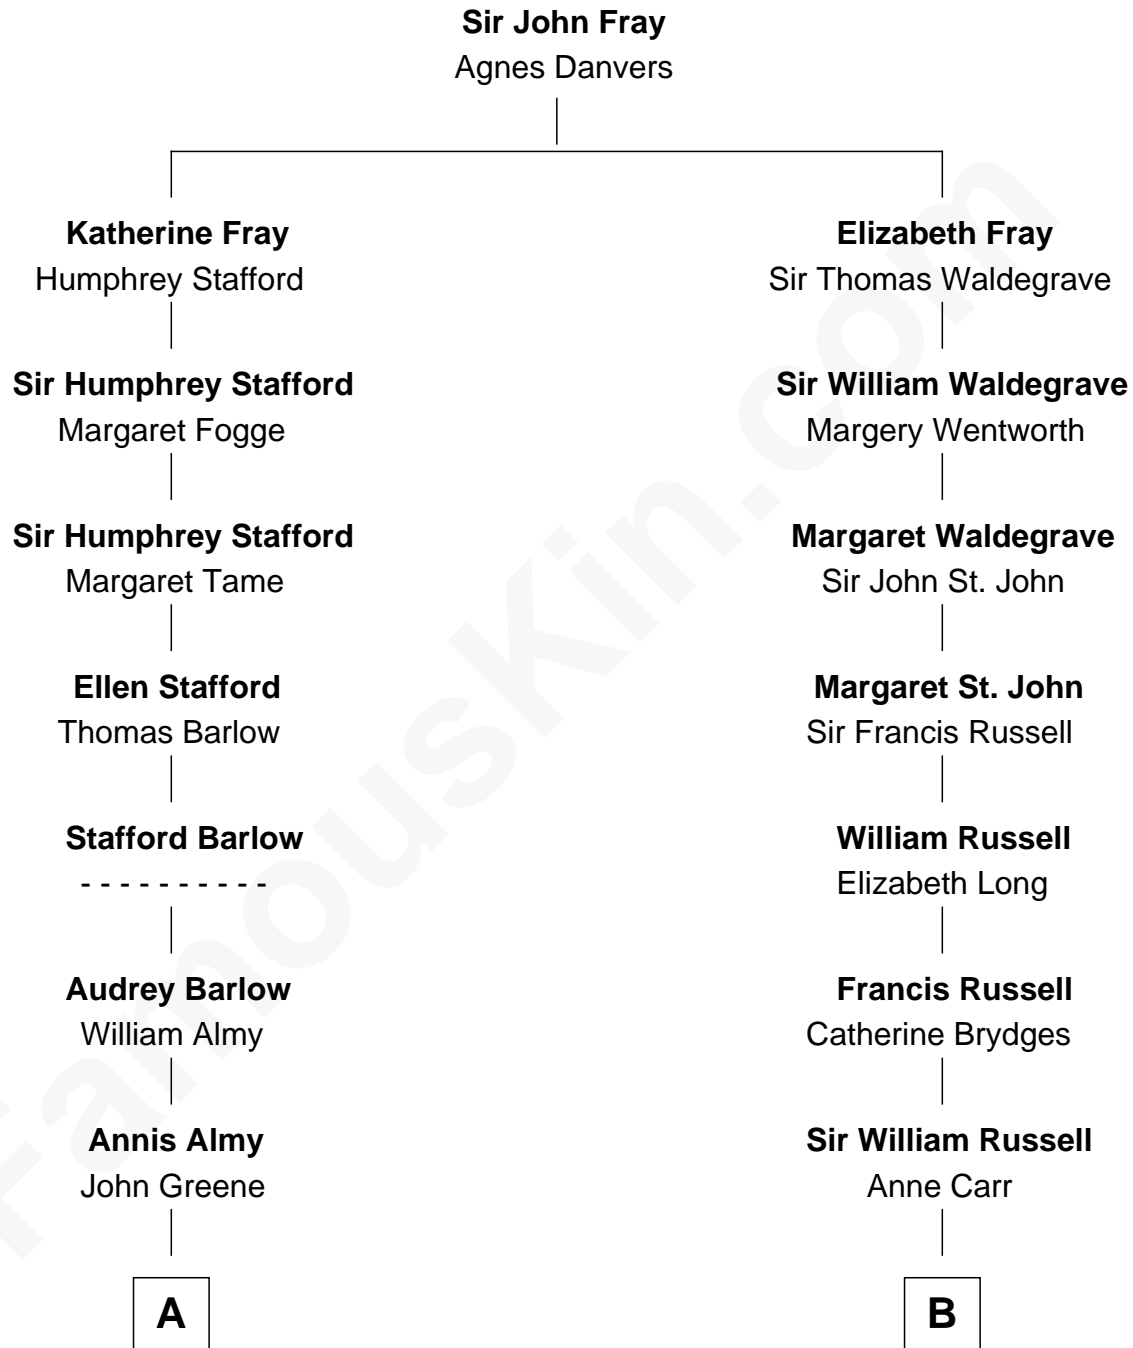 Sir John Fray
Agnes Danvers
Katherine Fray
Humphrey Stafford
Elizabeth Fray
Sir Thomas Waldegrave
Sir Humphrey Stafford
Margaret Fogge
Sir William Waldegrave
Margery Wentworth
Sir Humphrey Stafford
Margaret Tame
Margaret Waldegrave
Sir John St. John
Ellen Stafford
Thomas Barlow
Margaret St. John
Sir Francis Russell
Stafford Barlow
- - - - - - - - - -
William Russell
Elizabeth Long
Audrey Barlow
William Almy
Francis Russell
Catherine Brydges
Annis Almy
John Greene
Sir William Russell
Anne Carr
A
B
FamousKin.com